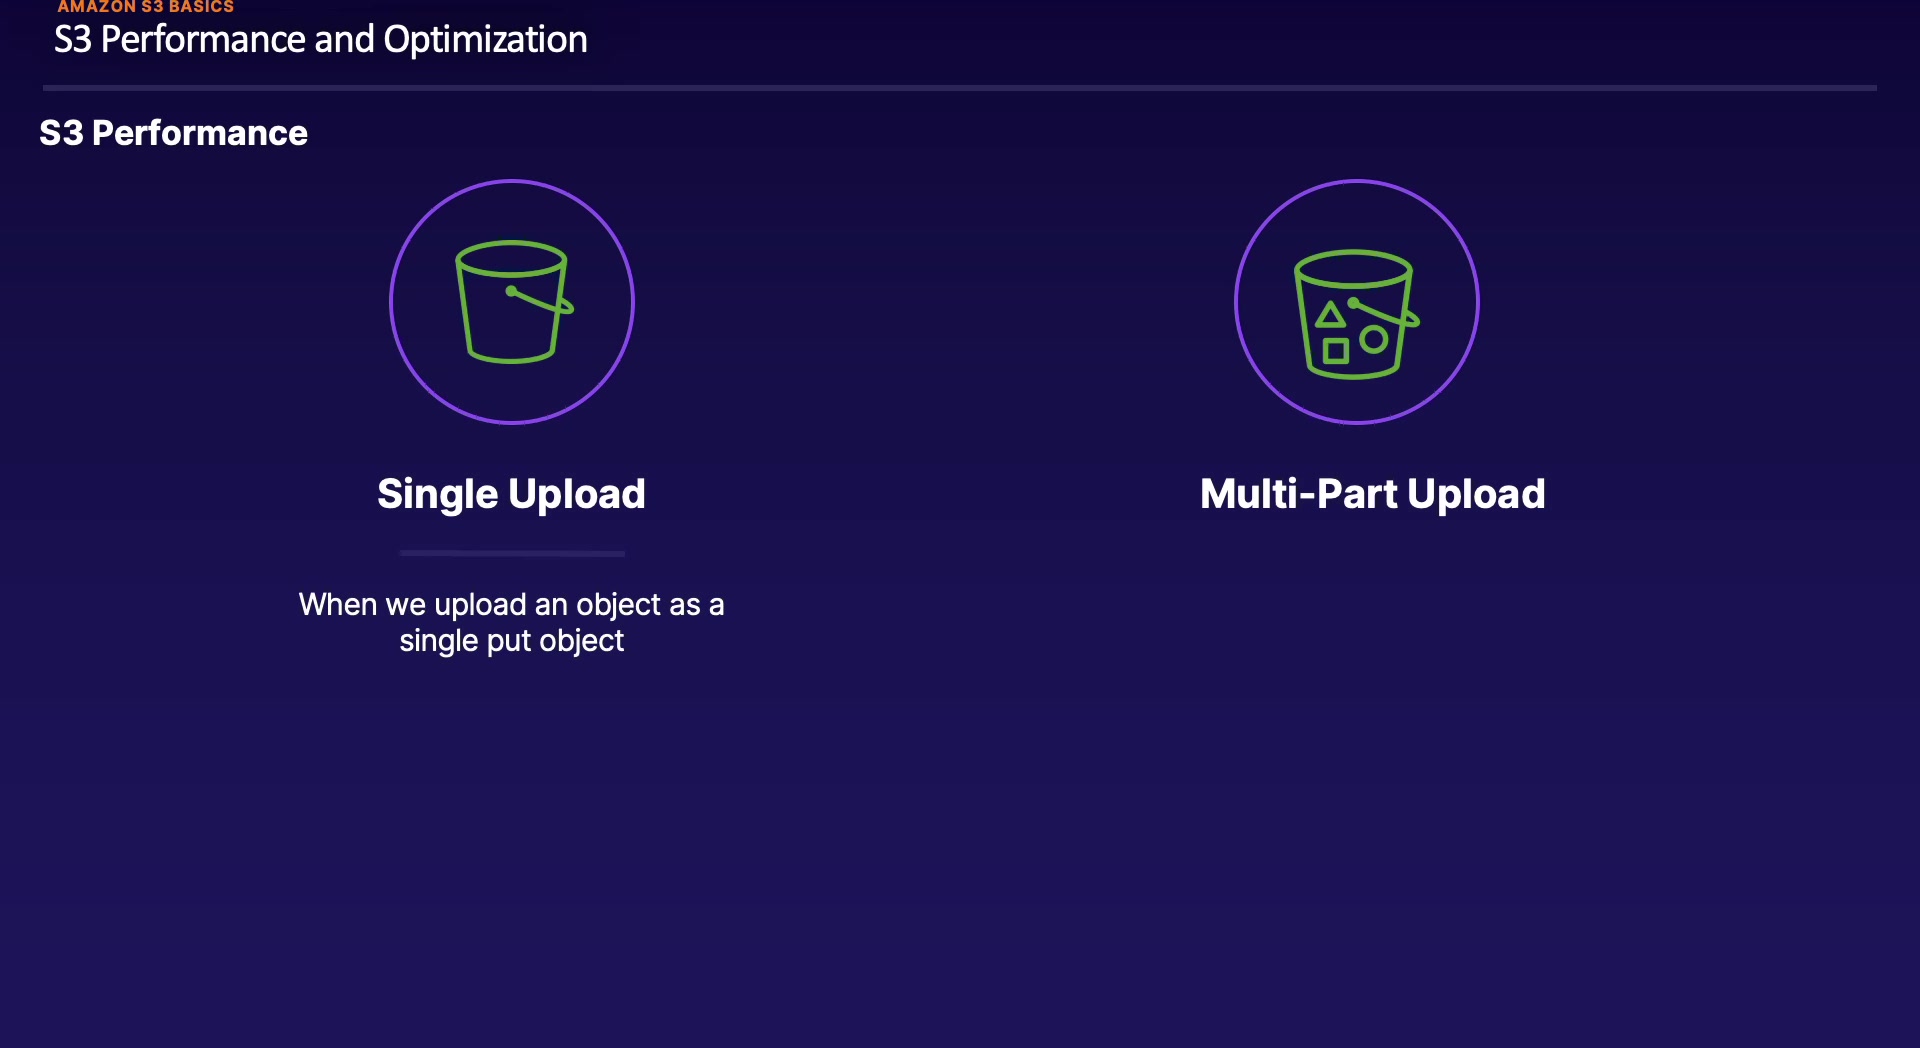 AMAZON S3 BASICS
S3 Performance and Optimization
S3 Performance
Single Upload
When we upload an object as a
single put object
Multi-Part Upload